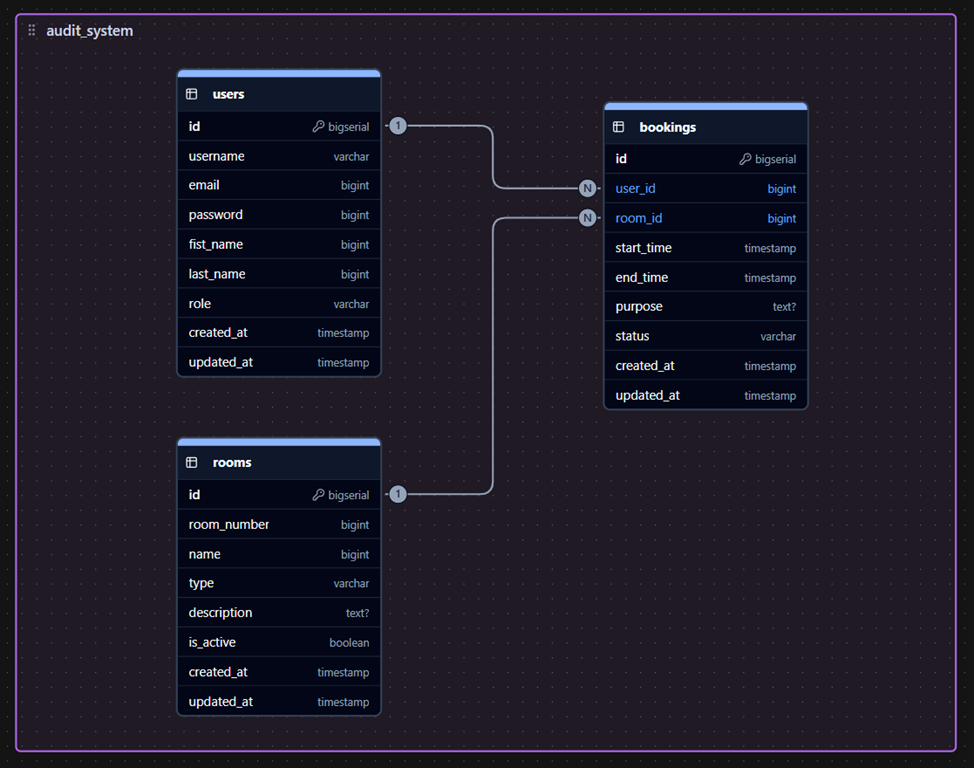 audit_system
users
id bigserial
1
username varchar
email bigint
password bigint
fist_name bigint
last_name bigint
role varchar
created_at timestamp
updated_at timestamp
bookings
id bigserial
N
user_id bigint
N
room_id bigint
start_time timestamp
end_time timestamp
purpose text?
status varchar
created_at timestamp
updated_at timestamp
rooms
id bigserial
1
room_number bigint
name bigint
type varchar
description text?
is_active boolean
created_at timestamp
updated_at timestamp